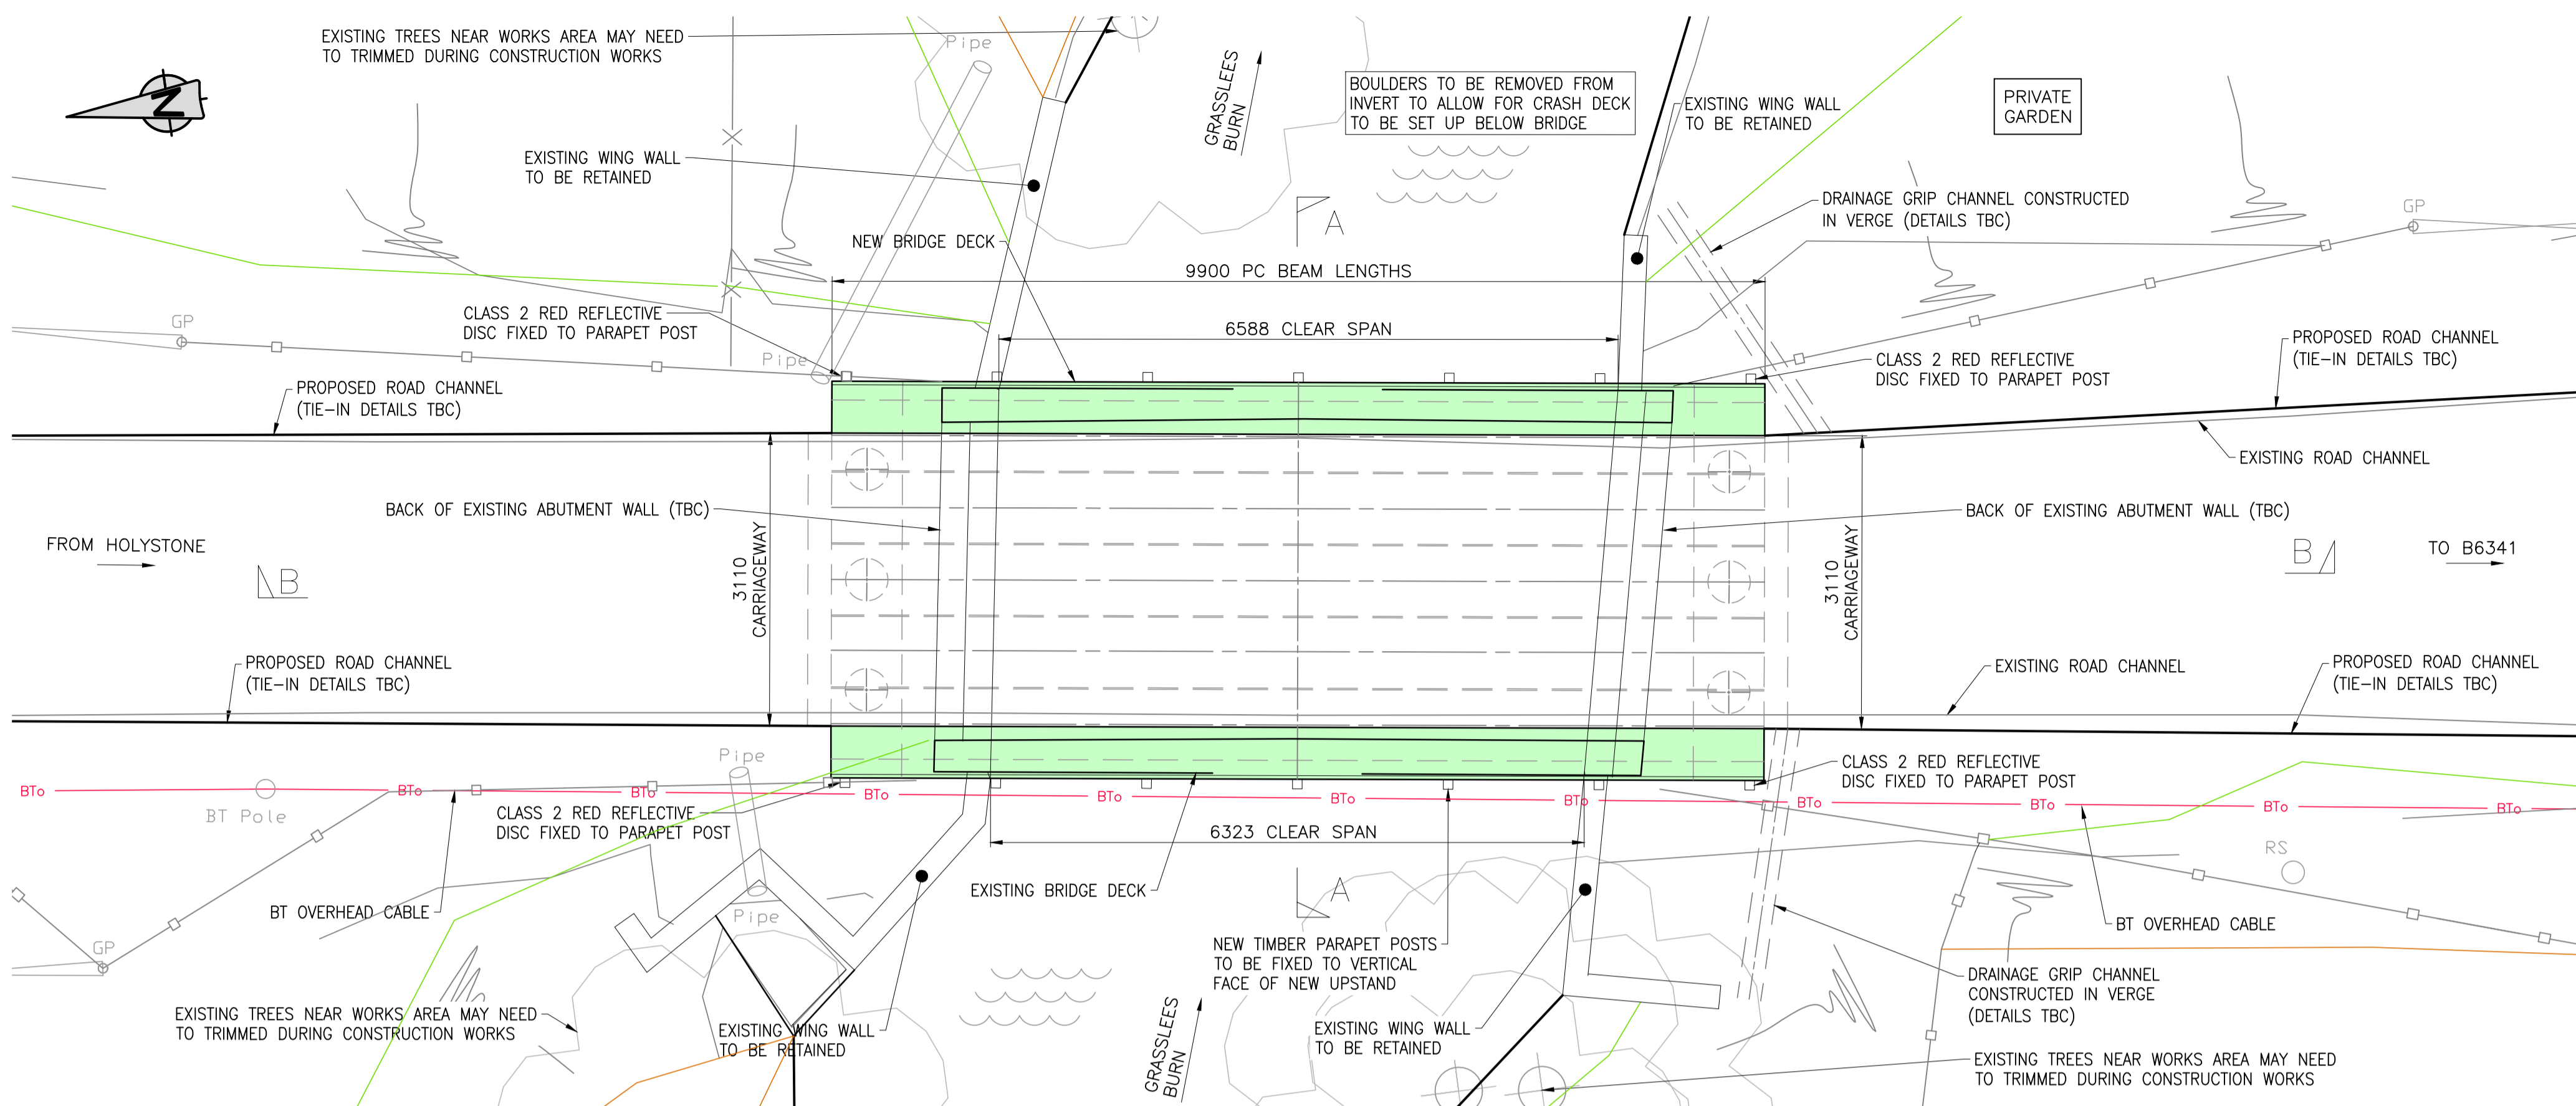 EXISTING TREES NEAR WORKS AREA MAY NEED
TO TRIMMED DURING CONSTRUCTION WORKS
Pipe
GRASSLEES
BURN
BOULDERS TO BE REMOVED FROM
INVERT TO ALLOW FOR CRASH DECK
TO BE SET UP BELOW BRIDGE
EXISTING WING WALL
TO BE RETAINED
PRIVATE
GARDEN
N
EXISTING WING WALL
TO BE RETAINED
DRAINAGE GRIP CHANNEL CONSTRUCTED
IN VERGE (DETAILS TBC)
GP
A
NEW BRIDGE DECK
9900 PC BEAM LENGTHS
CLASS 2 RED REFLECTIVE
DISC FIXED TO PARAPET POST
GP
6588 CLEAR SPAN
PROPOSED ROAD CHANNEL
(TIE-IN DETAILS TBC)
Pipe
CLASS 2 RED REFLECTIVE
DISC FIXED TO PARAPET POST
PROPOSED ROAD CHANNEL
(TIE-IN DETAILS TBC)
EXISTING ROAD CHANNEL
BACK OF EXISTING ABUTMENT WALL (TBC)
BACK OF EXISTING ABUTMENT WALL (TBC)
3110
CARRIAGEWAY
3110
CARRIAGEWAY
FROM HOLYSTONE
B
B
TO B6341
PROPOSED ROAD CHANNEL
(TIE-IN DETAILS TBC)
EXISTING ROAD CHANNEL
PROPOSED ROAD CHANNEL
(TIE-IN DETAILS TBC)
Pipe
CLASS 2 RED REFLECTIVE
DISC FIXED TO PARAPET POST
BTo
BTo
BTo
BTo
BTo
BTo
BTo
BTo
BTo
BTo
BTo
BT Pole
CLASS 2 RED REFLECTIVE
DISC FIXED TO PARAPET POST
6323 CLEAR SPAN
RS
EXISTING BRIDGE DECK
A
BT OVERHEAD CABLE
Pipe
BT OVERHEAD CABLE
GP
NEW TIMBER PARAPET POSTS
TO BE FIXED TO VERTICAL
FACE OF NEW UPSTAND
DRAINAGE GRIP CHANNEL
CONSTRUCTED IN VERGE
(DETAILS TBC)
EXISTING TREES NEAR WORKS AREA MAY NEED
TO TRIMMED DURING CONSTRUCTION WORKS
EXISTING WING WALL
TO BE RETAINED
GRASSLEES
BURN
EXISTING WING WALL
TO BE RETAINED
EXISTING TREES NEAR WORKS AREA MAY NEED
TO TRIMMED DURING CONSTRUCTION WORKS